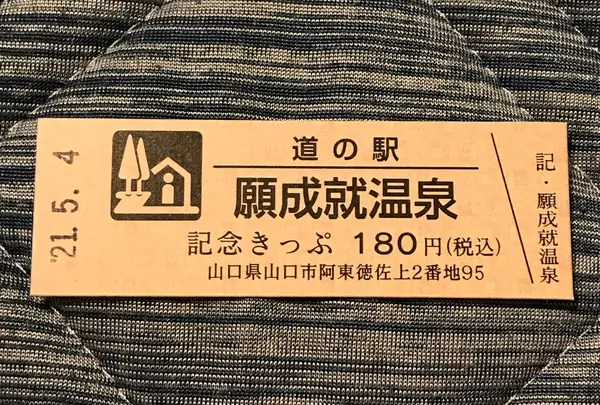 '21.5.4
道の駅
願成就温泉
記念きっぷ 180円(税込)
山口県山口市阿東徳佐上2番地95
記・願成就温泉